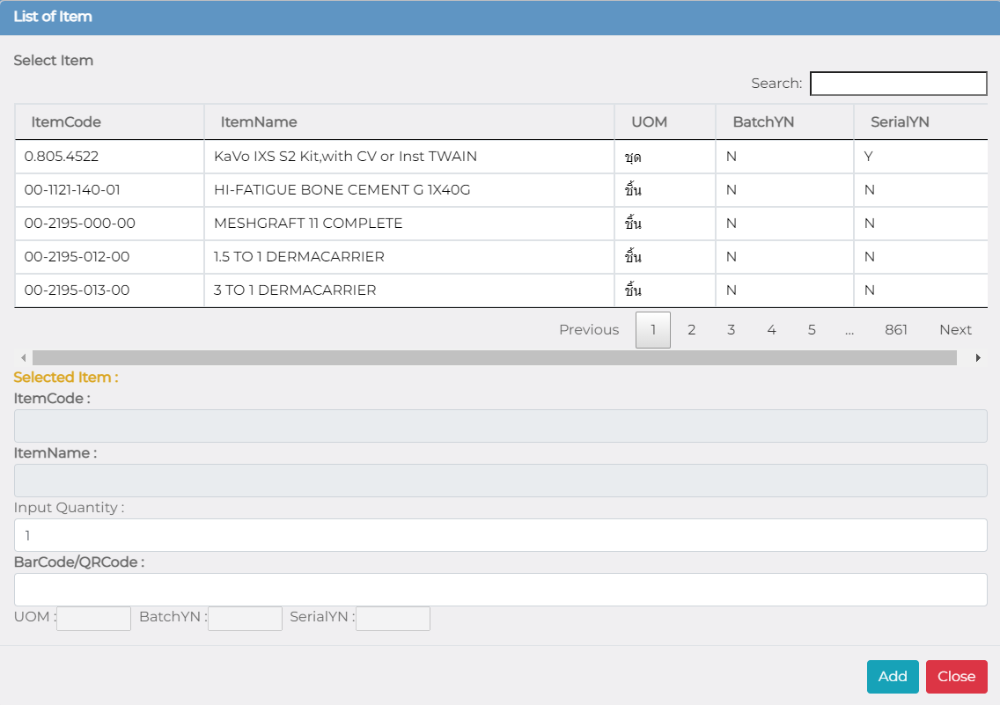 List of Item
Select Item
Search:
ItemCode ItemName UOM BatchYN SerialYN
0.805.4522 KaVo IXS S2 Kit,with CV or Inst TWAIN ชุด N Y
00-1121-140-01 HI-FATIGUE BONE CEMENT G 1X40G ชิ้น N N
00-2195-000-00 MESHGRAFT 11 COMPLETE ชิ้น N N
00-2195-012-00 1.5 TO 1 DERMACARRIER ชิ้น N N
00-2195-013-00 3 TO 1 DERMACARRIER ชิ้น N N
Previous 1 2 3 4 5 ... 861 Next
Selected Item :
ItemCode :
ItemName :
Input Quantity :
1
BarCode/QRCode :
UOM : BatchYN : SerialYN :
Add Close